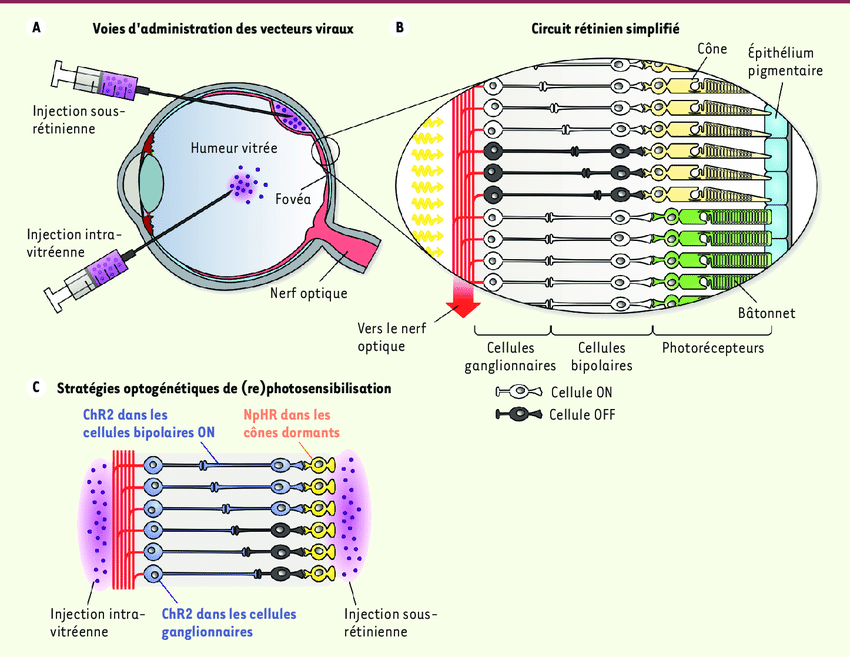 A
Voies d'administration des vecteurs viraux
Injection sous-
rétinienne
Humeur vitrée
Fovéa
Injection intra-
vitréenne
Nerf optique
B
Circuit rétinien simplifié
Cône
Épithélium
pigmentaire
Bâtonnet
Vers le nerf
optique
Cellules
ganglionnaires
Cellules
bipolaires
Photorécepteurs
Cellule ON
Cellule OFF
C
Stratégies optogénétiques de (re)photosensibilisation
ChR2 dans les
cellules bipolaires ON
NpHR dans les
cônes dormants
Injection intra-
vitréenne
ChR2 dans les cellules
ganglionnaires
Injection sous-
rétinienne